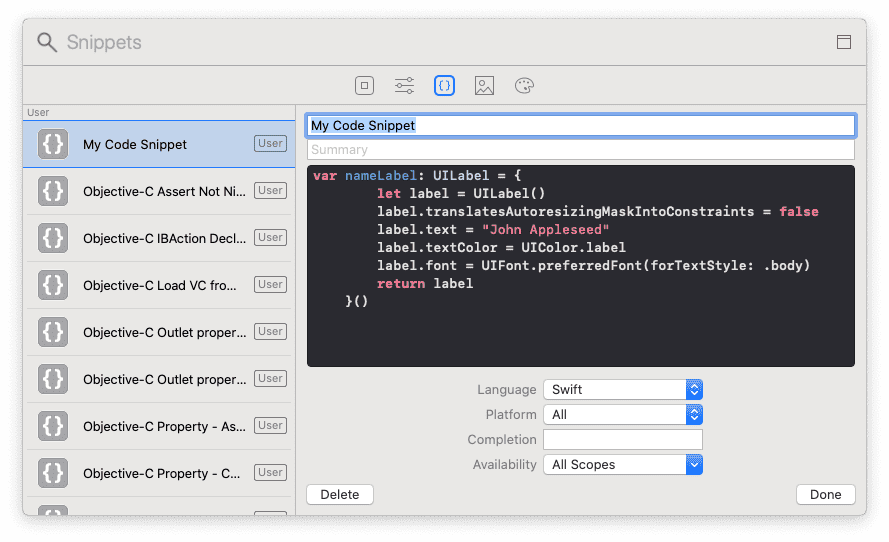 Snippets
User
My Code Snippet User
Objective-C Assert Not Ni... User
Objective-C IBAction Decl... User
Objective-C Load VC fro... User
Objective-C Outlet proper... User
Objective-C Outlet proper... User
Objective-C Property - As... User
Objective-C Property - C... User
My Code Snippet
Summary
var nameLabel: UILabel = {
        let label = UILabel()
        label.translatesAutoresizingMaskIntoConstraints = false
        label.text = "John Appleseed"
        label.textColor = UIColor.label
        label.font = UIFont.preferredFont(forTextStyle: .body)
        return label
    }()
Language Swift
Platform All
Completion
Availability All Scopes
Delete Done